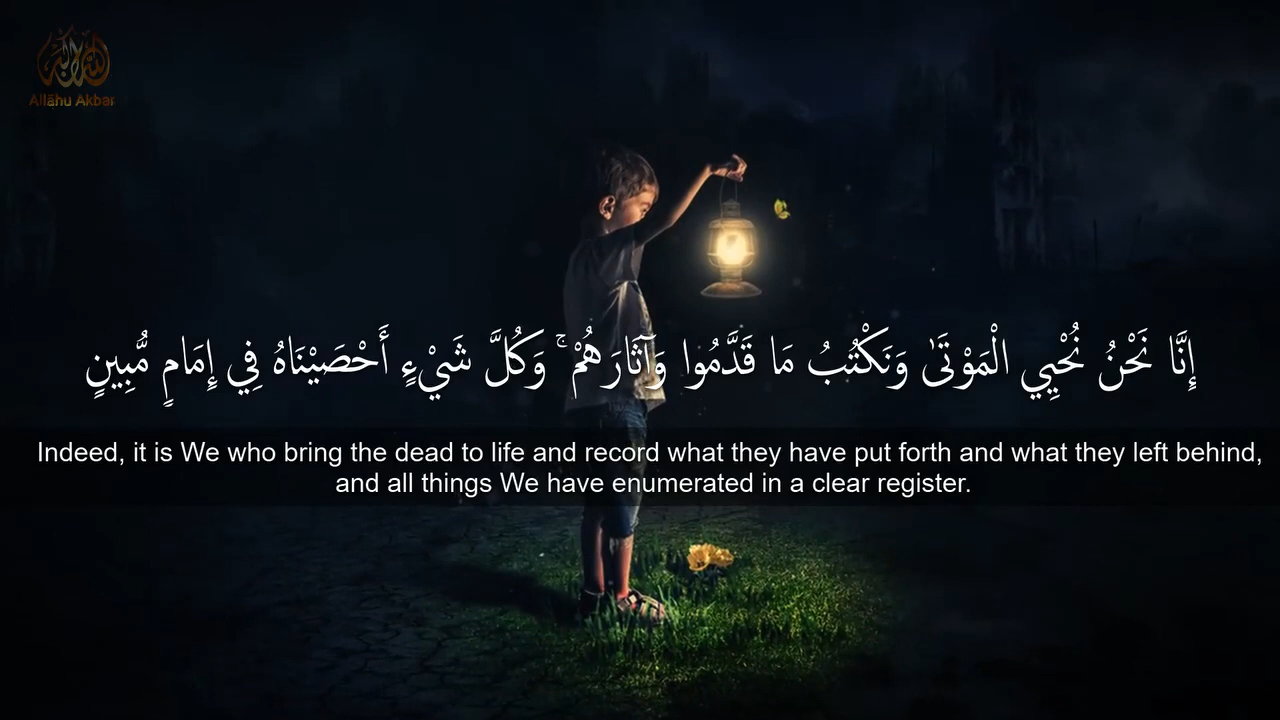 Allāhu Akbar
إِنَّا نَحْنُ نُحْيِي الْمَوْتَىٰ وَنَكْتُبُ مَا قَدَّمُوا وَآثَارَهُمْ ۚ وَكُلَّ شَيْءٍ أَحْصَيْنَاهُ فِي إِمَامٍ مُّبِينٍ
Indeed, it is We who bring the dead to life and record what they have put forth and what they left behind,
and all things We have enumerated in a clear register.